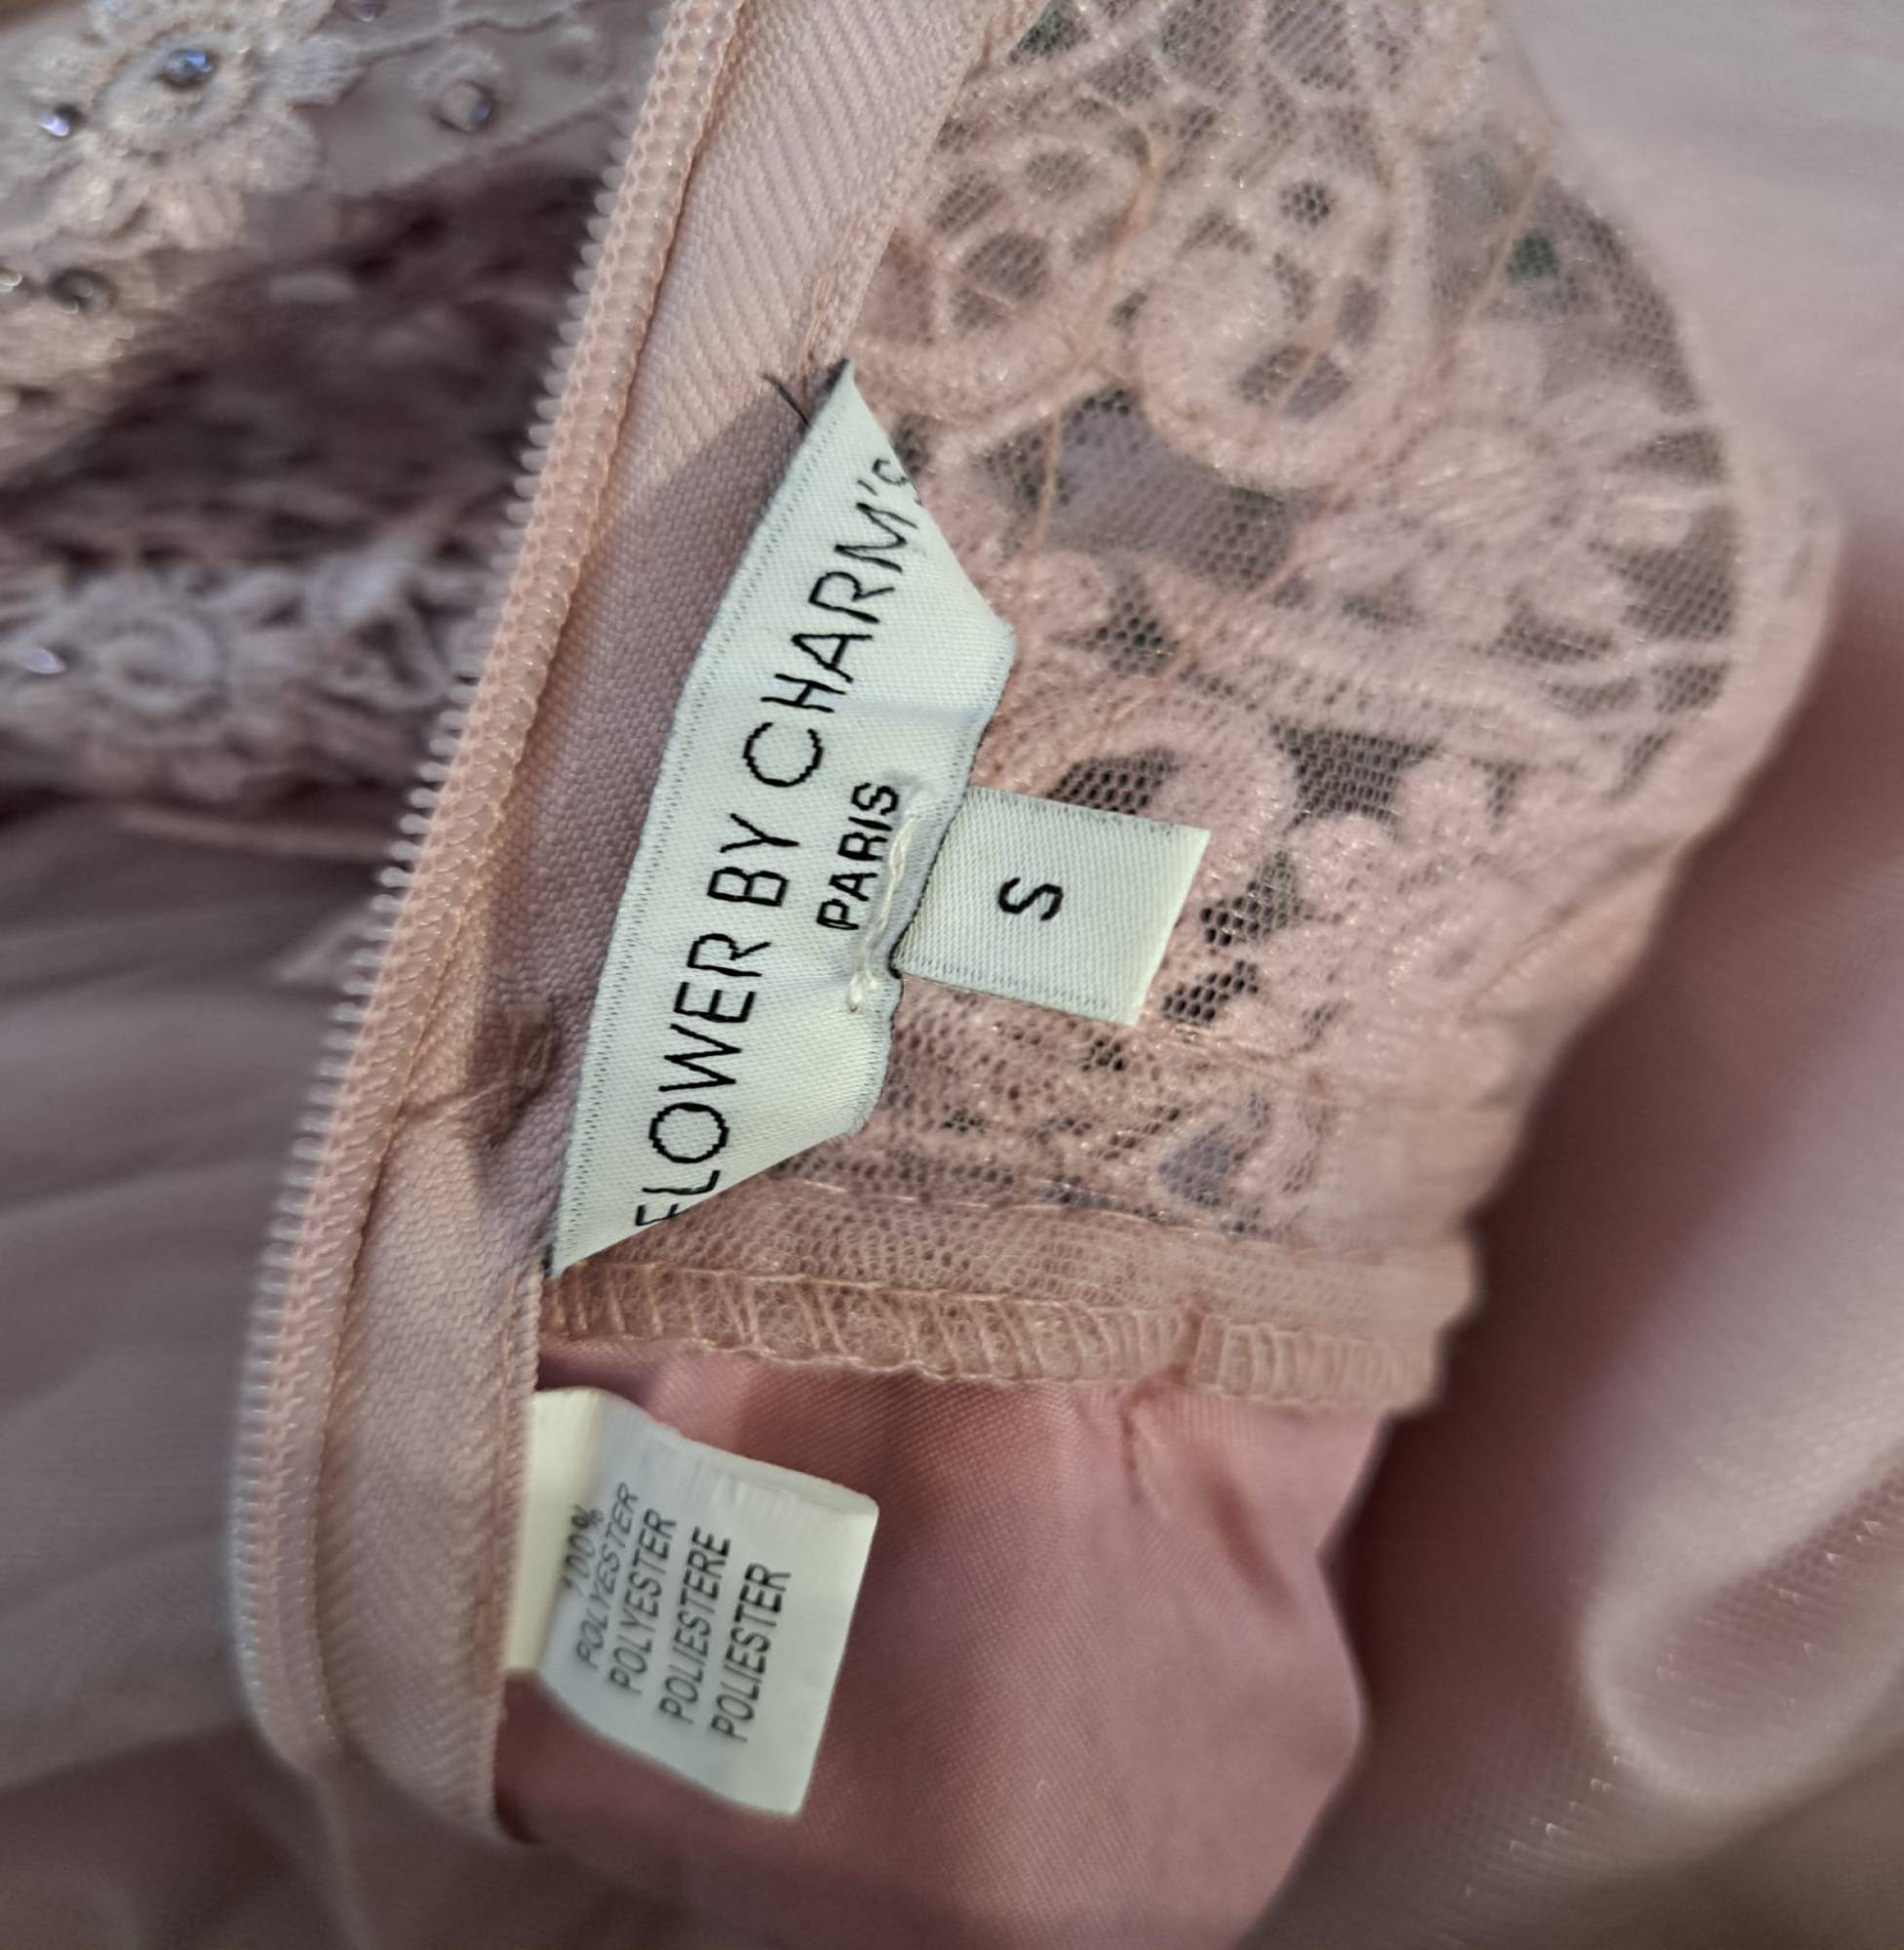 FLOWER BY CHARM's
PARIS
S
100%
POLYESTER
POLYESTER
POLIESTERE
POLIESTER